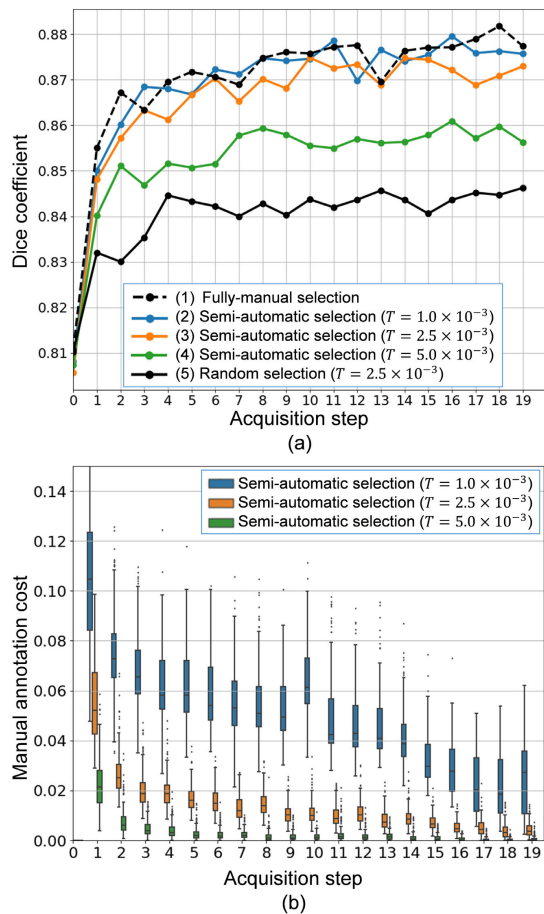 0.88
0.87
0.86
0.85
0.84
0.83
0.82
0.81
Dice coefficient
(1) Fully-manual selection
(2) Semi-automatic selection (T = 1.0 × 10⁻³)
(3) Semi-automatic selection (T = 2.5 × 10⁻³)
(4) Semi-automatic selection (T = 5.0 × 10⁻³)
(5) Random selection (T = 2.5 × 10⁻³)
0 1 2 3 4 5 6 7 8 9 10 11 12 13 14 15 16 17 18 19
Acquisition step
(a)
0.14
0.12
0.10
0.08
0.06
0.04
0.02
0.00
Manual annotation cost
Semi-automatic selection (T = 1.0 × 10⁻³)
Semi-automatic selection (T = 2.5 × 10⁻³)
Semi-automatic selection (T = 5.0 × 10⁻³)
1 2 3 4 5 6 7 8 9 10 11 12 13 14 15 16 17 18 19
Acquisition step
(b)